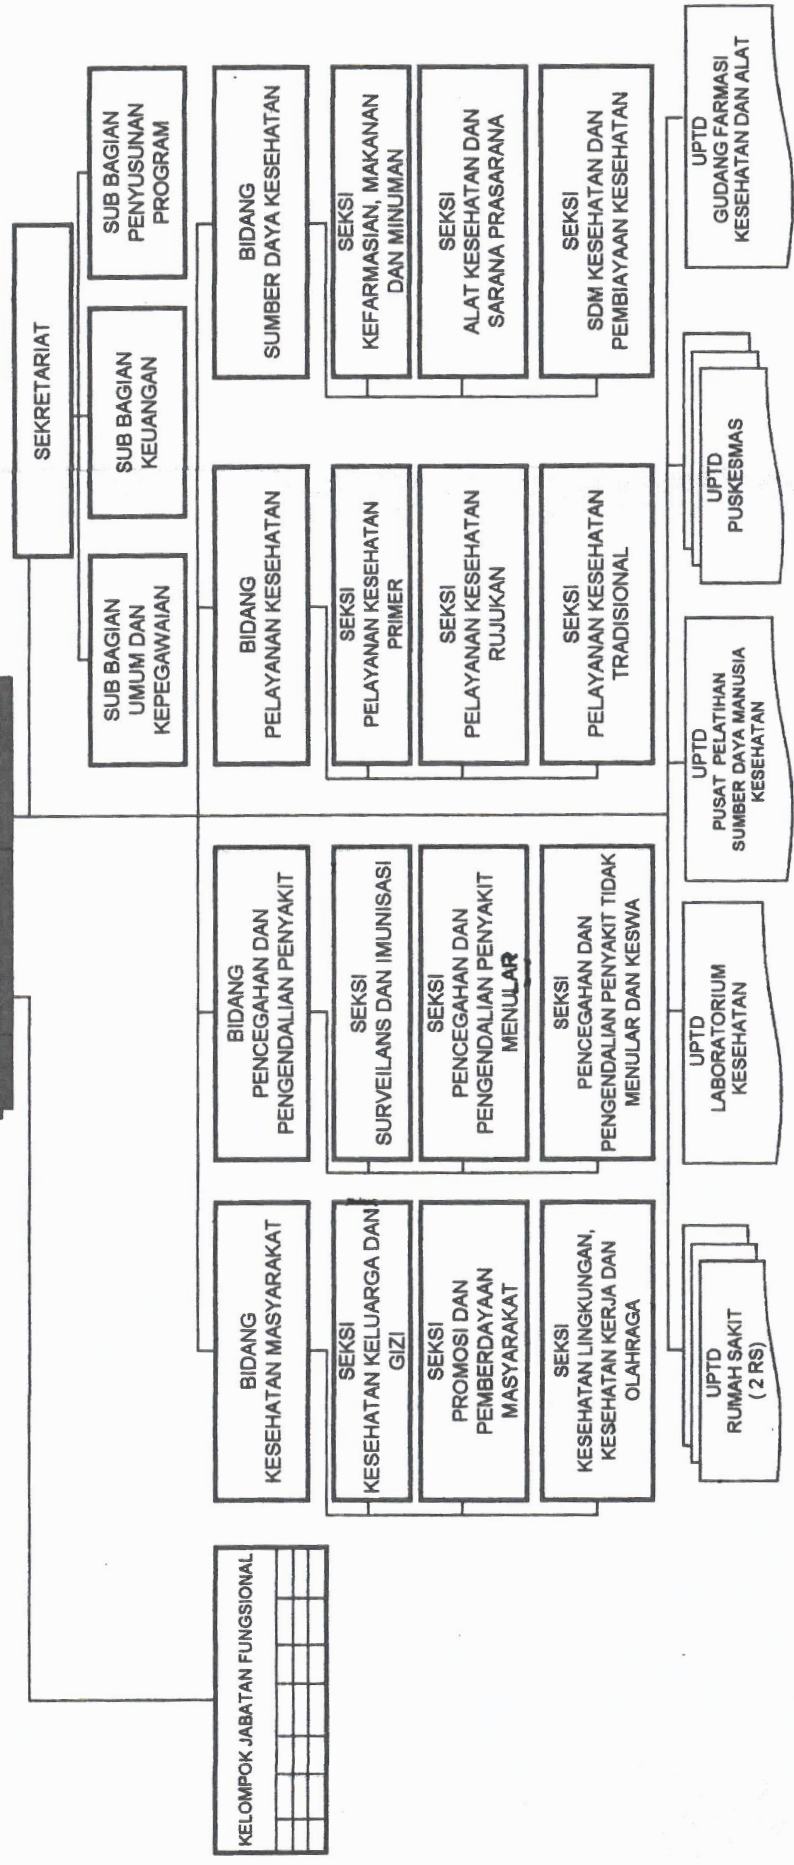 SEKRETARIAT
SUB BAGIAN
UMUM DAN
KEPEGAWAIAN
SUB BAGIAN
KEUANGAN
SUB BAGIAN
PENYUSUNAN
PROGRAM
KELOMPOK JABATAN FUNGSIONAL
BIDANG
KESEHATAN MASYARAKAT
SEKSI
KESEHATAN KELUARGA DAN
GIZI
SEKSI
PROMOSI DAN
PEMBERDAYAAN
MASYARAKAT
SEKSI
KESEHATAN LINGKUNGAN,
KESEHATAN KERJA DAN
OLAHRAGA
BIDANG
PENCEGAHAN DAN
PENGENDALIAN PENYAKIT
SEKSI
SURVEILANS DAN IMUNISASI
SEKSI
PENCEGAHAN DAN
PENGENDALIAN PENYAKIT
MENULAR
SEKSI
PENCEGAHAN DAN
PENGENDALIAN PENYAKIT TIDAK
MENULAR DAN KESWA
BIDANG
PELAYANAN KESEHATAN
SEKSI
PELAYANAN KESEHATAN
PRIMER
SEKSI
PELAYANAN KESEHATAN
RUJUKAN
SEKSI
PELAYANAN KESEHATAN
TRADISIONAL
BIDANG
SUMBER DAYA KESEHATAN
SEKSI
KEFARMASIAN, MAKANAN
DAN MINUMAN
SEKSI
ALAT KESEHATAN DAN
SARANA PRASARANA
SEKSI
SDM KESEHATAN DAN
PEMBIAYAAN KESEHATAN
UPTD
RUMAH SAKIT
( 2 RS)
UPTD
LABORATORIUM
KESEHATAN
UPTD
PUSAT PELATIHAN
SUMBER DAYA MANUSIA
KESEHATAN
UPTD
PUSKESMAS
UPTD
GUDANG FARMASI
KESEHATAN DAN ALAT